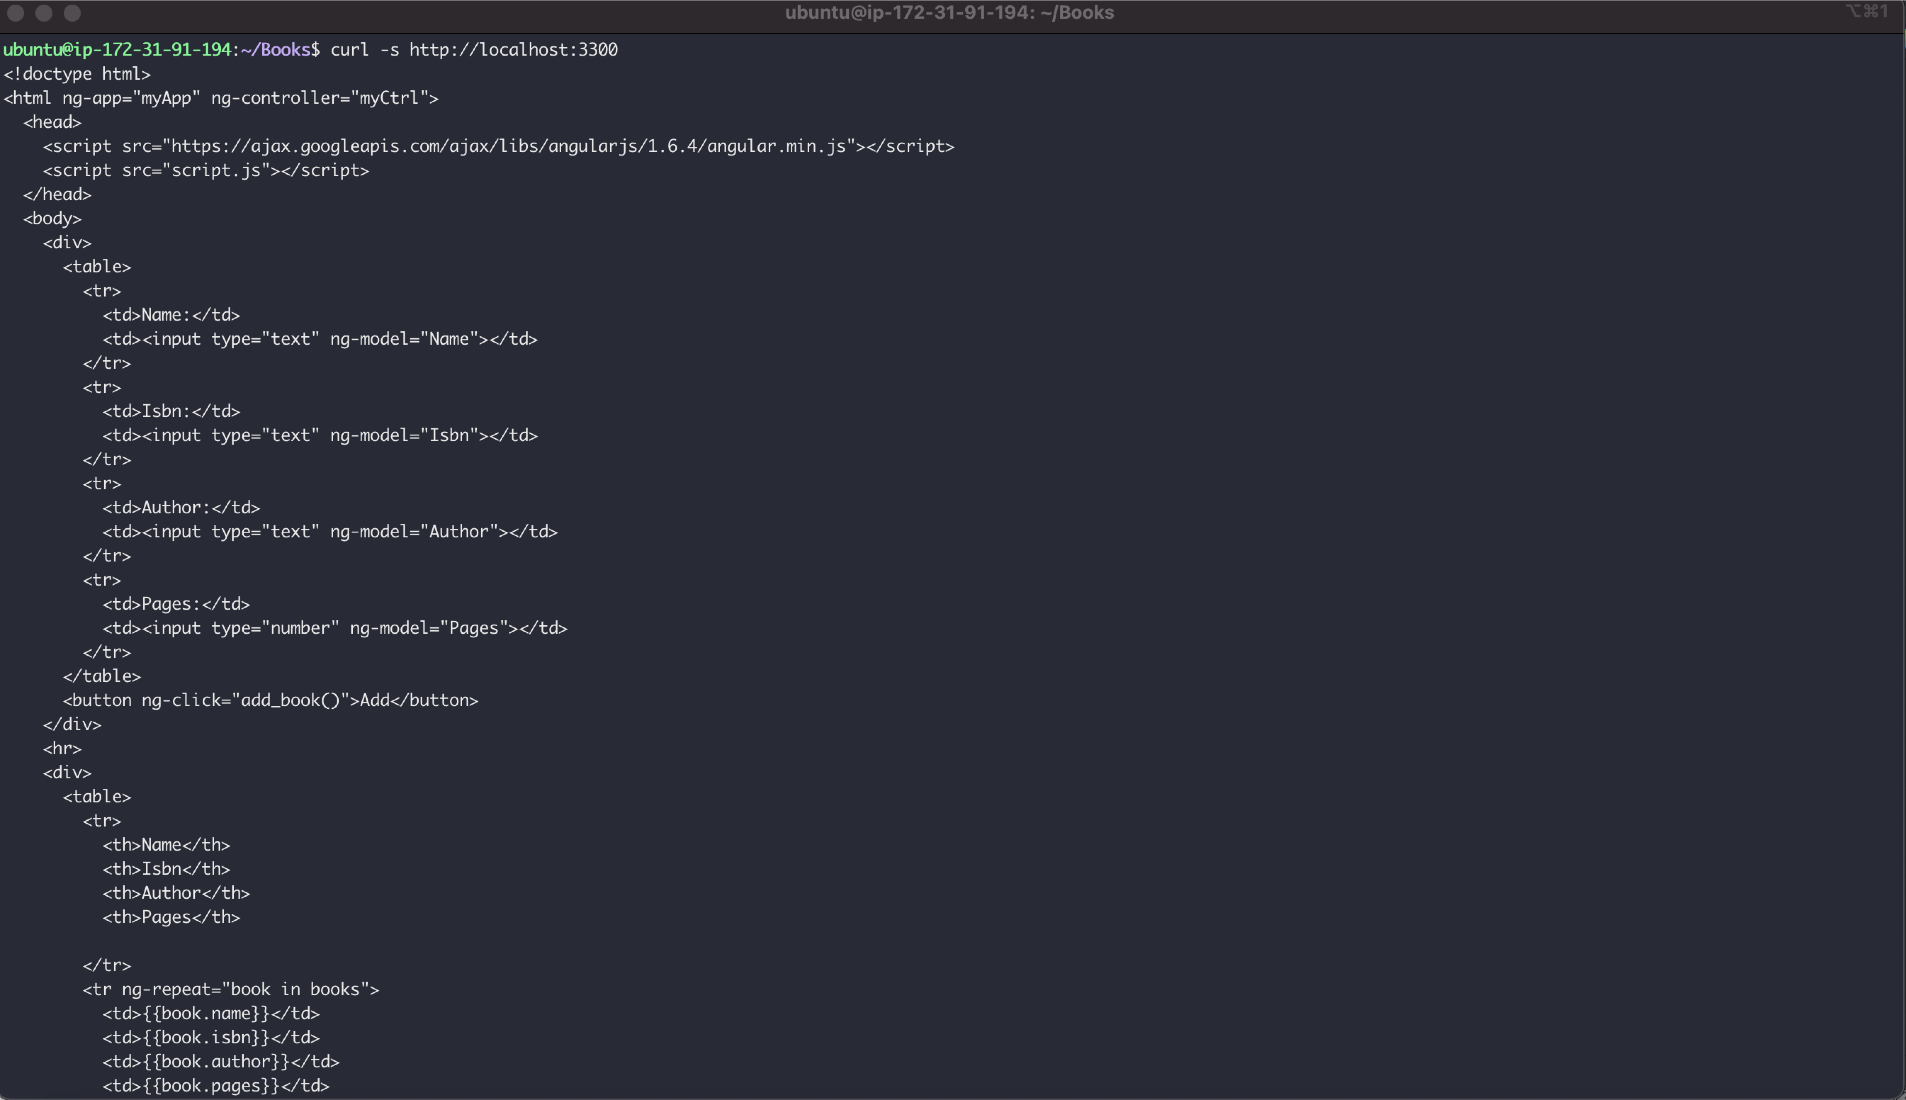 ubuntu@ip-172-31-91-194: ~/Books
⌥⌘1
ubuntu@ip-172-31-91-194:~/Books$ curl -s http://localhost:3300
<!doctype html>
<html ng-app="myApp" ng-controller="myCtrl">
  <head>
    <script src="https://ajax.googleapis.com/ajax/libs/angularjs/1.6.4/angular.min.js"></script>
    <script src="script.js"></script>
  </head>
  <body>
    <div>
      <table>
        <tr>
          <td>Name:</td>
          <td><input type="text" ng-model="Name"></td>
        </tr>
        <tr>
          <td>Isbn:</td>
          <td><input type="text" ng-model="Isbn"></td>
        </tr>
        <tr>
          <td>Author:</td>
          <td><input type="text" ng-model="Author"></td>
        </tr>
        <tr>
          <td>Pages:</td>
          <td><input type="number" ng-model="Pages"></td>
        </tr>
      </table>
      <button ng-click="add_book()">Add</button>
    </div>
    <hr>
    <div>
      <table>
        <tr>
          <th>Name</th>
          <th>Isbn</th>
          <th>Author</th>
          <th>Pages</th>

        </tr>
        <tr ng-repeat="book in books">
          <td>{{book.name}}</td>
          <td>{{book.isbn}}</td>
          <td>{{book.author}}</td>
          <td>{{book.pages}}</td>